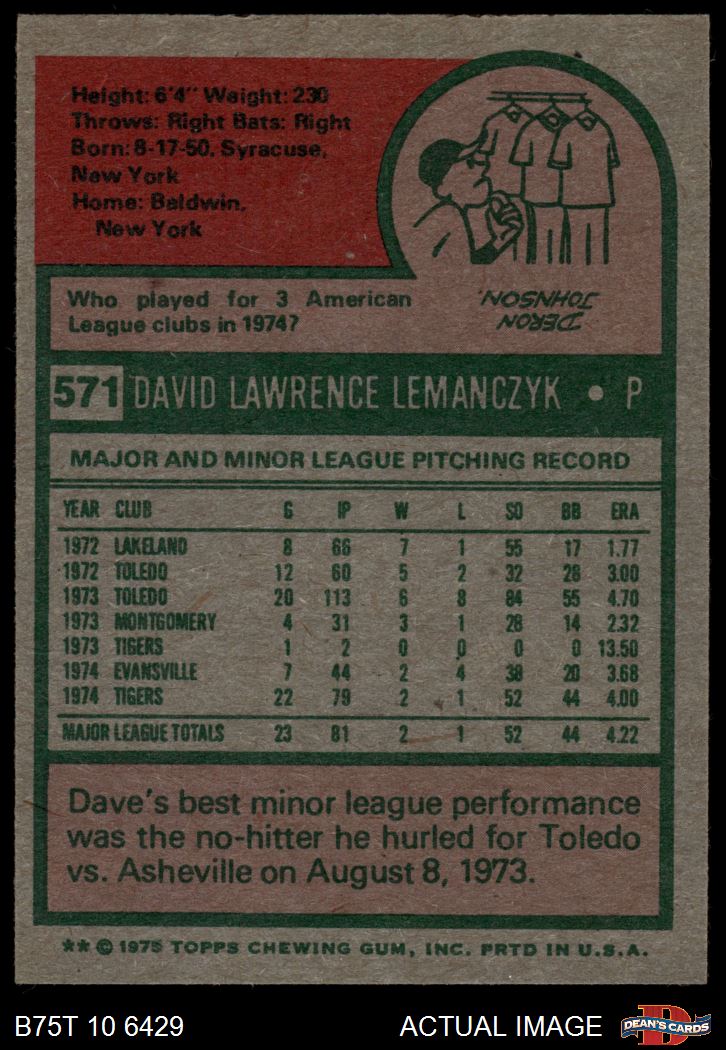 Height: 6'4" Weight: 230
Throws: Right Bats: Right
Born: 8-17-50, Syracuse,
New York
Home: Baldwin,
New York
Who played for 3 American
League clubs in 1974?
DERON
JOHNSON.
571 DAVID LAWRENCE LEMANCZYK • P
MAJOR AND MINOR LEAGUE PITCHING RECORD
YEAR CLUB G IP W L SO BB ERA
1972 LAKELAND 8 66 7 1 55 17 1.77
1972 TOLEDO 12 60 5 2 32 28 3.00
1973 TOLEDO 20 113 6 8 84 55 4.70
1973 MONTGOMERY 4 31 3 1 28 14 2.32
1973 TIGERS 1 2 0 0 0 0 13.50
1974 EVANSVILLE 7 44 2 4 38 20 3.68
1974 TIGERS 22 79 2 1 52 44 4.00
MAJOR LEAGUE TOTALS 23 81 2 1 52 44 4.22
Dave's best minor league performance
was the no-hitter he hurled for Toledo
vs. Asheville on August 8, 1973.
** © 1975 TOPPS CHEWING GUM, INC. PRTD IN U.S.A.
B75T 10 6429 ACTUAL IMAGE D DEAN'S CARDS